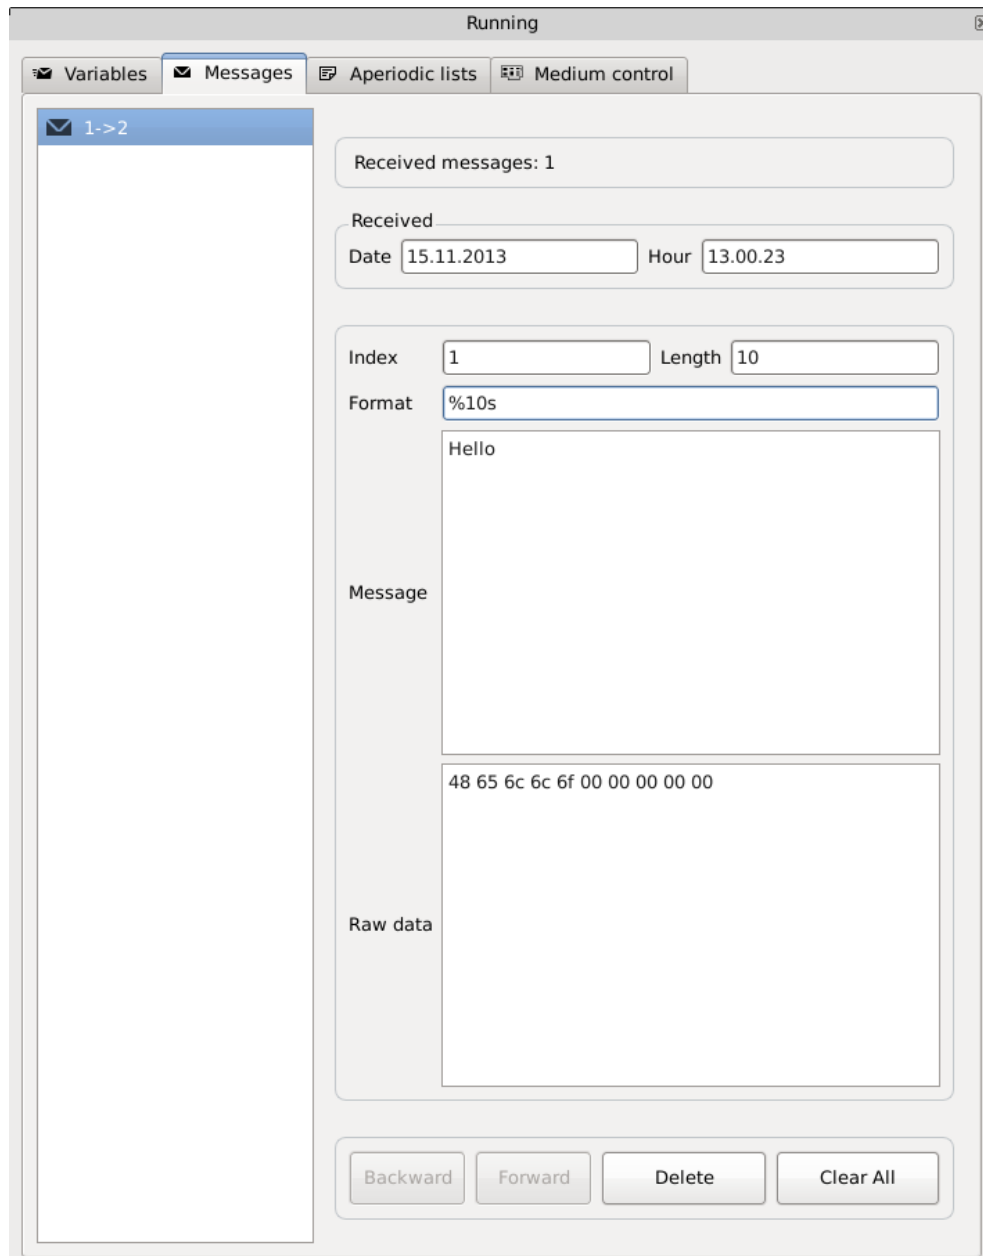 Running
Variables Messages Aperiodic lists Medium control
1->2
Received messages: 1
Received
Date 15.11.2013 Hour 13.00.23
Index 1 Length 10
Format %10s
Hello
Message
48 65 6c 6c 6f 00 00 00 00 00
Raw data
Backward Forward Delete Clear All